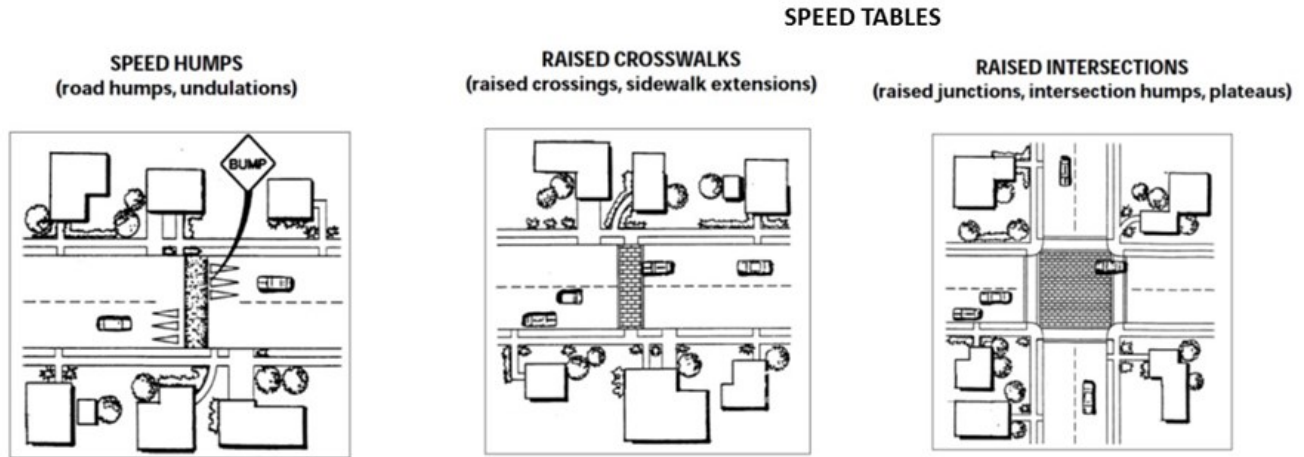 SPEED TABLES
SPEED HUMPS
(road humps, undulations)
RAISED CROSSWALKS
(raised crossings, sidewalk extensions)
RAISED INTERSECTIONS
(raised junctions, intersection humps, plateaus)
BUMP